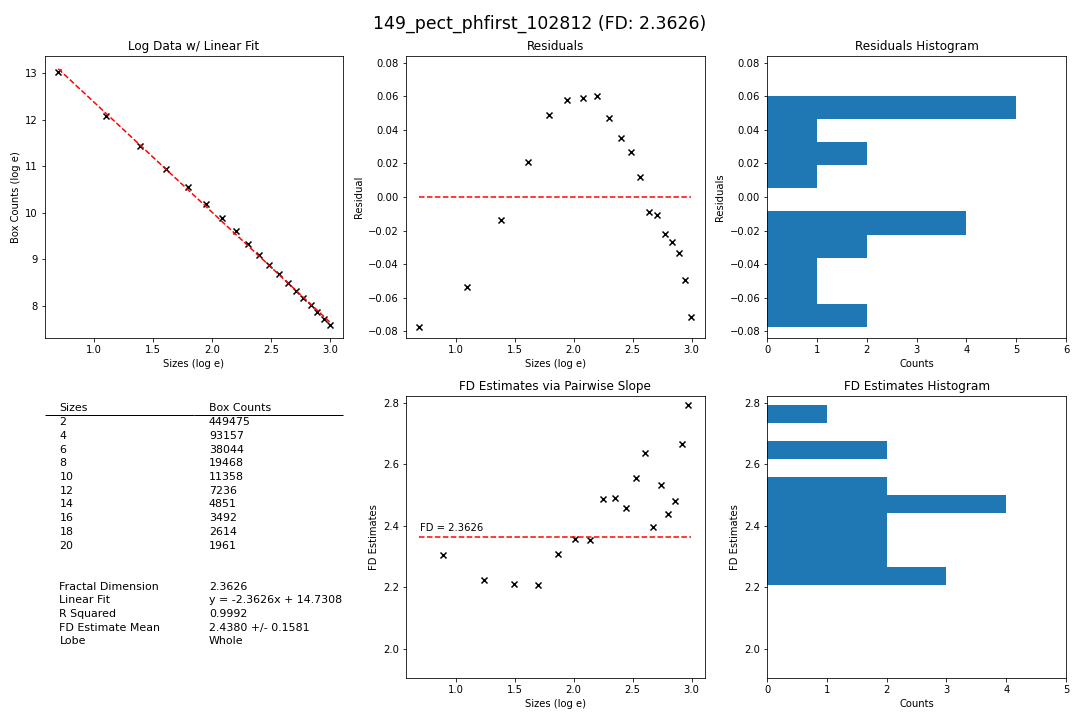 149_pect_phfirst_102812 (FD: 2.3626)
Log Data w/ Linear Fit
13
12
11
10
9
8
Box Counts (log e)
1.0 1.5 2.0 2.5 3.0
Sizes (log e)
Residuals
0.08
0.06
0.04
0.02
0.00
−0.02
−0.04
−0.06
−0.08
Residual
1.0 1.5 2.0 2.5 3.0
Sizes (log e)
Residuals Histogram
0.08
0.06
0.04
0.02
0.00
−0.02
−0.04
−0.06
−0.08
Residuals
0 1 2 3 4 5 6
Counts
Sizes Box Counts
2 449475
4 93157
6 38044
8 19468
10 11358
12 7236
14 4851
16 3492
18 2614
20 1961
Fractal Dimension 2.3626
Linear Fit y = -2.3626x + 14.7308
R Squared 0.9992
FD Estimate Mean 2.4380 +/- 0.1581
Lobe Whole
FD Estimates via Pairwise Slope
2.8
2.6
2.4
2.2
2.0
FD Estimates
FD = 2.3626
1.0 1.5 2.0 2.5 3.0
Sizes (log e)
FD Estimates Histogram
2.8
2.6
2.4
2.2
2.0
FD Estimates
0 1 2 3 4 5
Counts